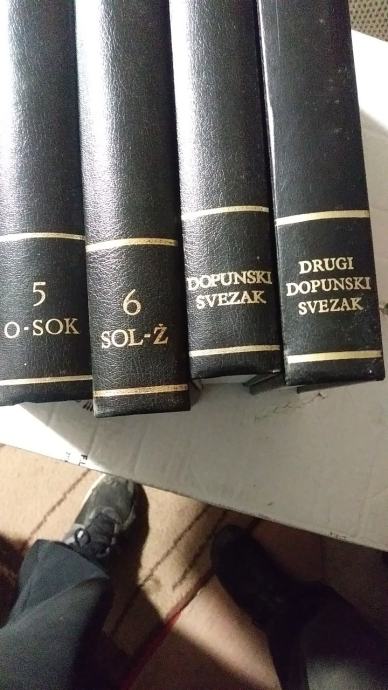 5
O-SOK
6
SOL-Ž
DOPUNSKI
SVEZAK
DRUGI
DOPUNSKI
SVEZAK